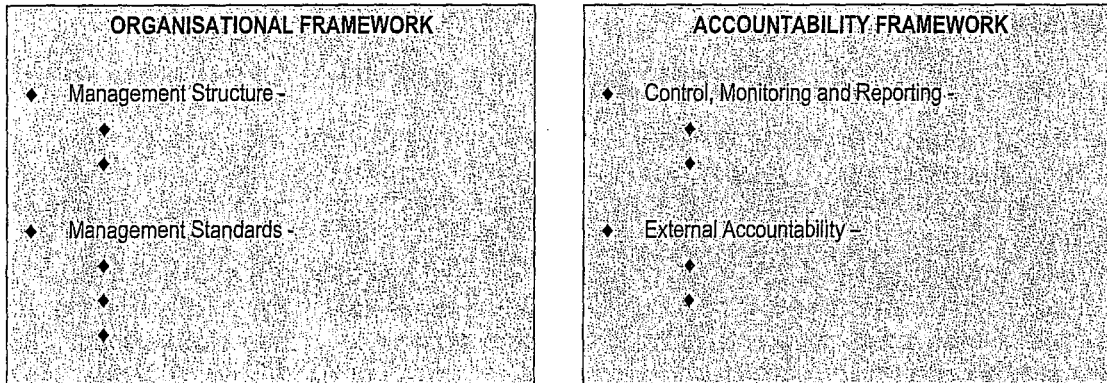 ORGANISATIONAL FRAMEWORK
♦ Management Structure -
♦
♦
♦ Management Standards -
♦
♦
♦
ACCOUNTABILITY FRAMEWORK
♦ Control, Monitoring and Reporting -
♦
♦
♦ External Accountability –
♦
♦